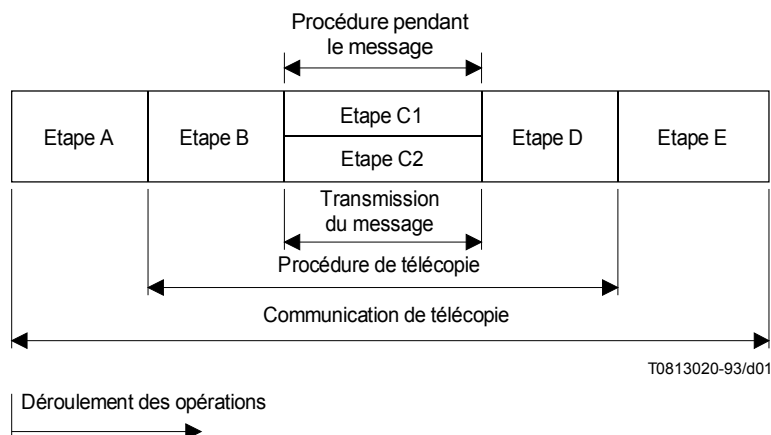 Procédure pendant
le message
Etape A
Etape B
Etape C1
Etape C2
Etape D
Etape E
Transmission
du message
Procédure de télécopie
Communication de télécopie
T0813020-93/d01
Déroulement des opérations